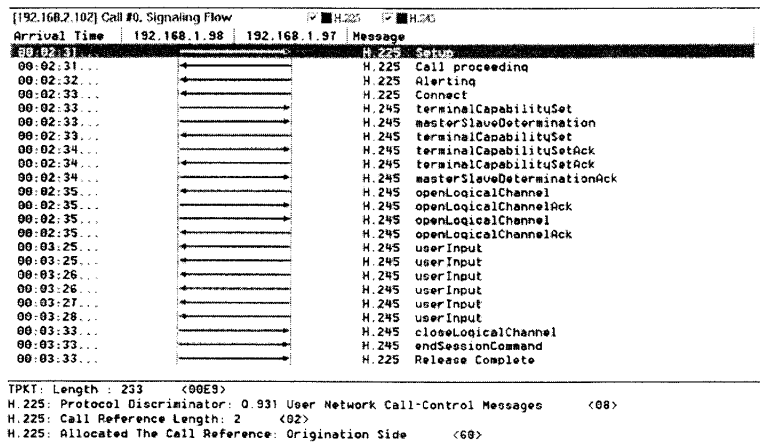 [192.168.2.102] Call #0, Signaling Flow H.225 H.245
Arrival Time 192.168.1.98 192.168.1.97 Message
00:02:31... H.225 Setup
00:02:31... H.225 Call proceeding
00:02:32... H.225 Alerting
00:02:33... H.225 Connect
00:02:33... H.245 terminalCapabilitySet
00:02:33... H.245 masterSlaveDetermination
00:02:33... H.245 terminalCapabilitySet
00:02:34... H.245 terminalCapabilitySetAck
00:02:34... H.245 terminalCapabilitySetAck
00:02:34... H.245 masterSlaveDeterminationAck
00:02:35... H.245 openLogicalChannel
00:02:35... H.245 openLogicalChannelAck
00:02:35... H.245 openLogicalChannel
00:02:35... H.245 openLogicalChannelAck
00:03:25... H.245 userInput
00:03:25... H.245 userInput
00:03:26... H.245 userInput
00:03:26... H.245 userInput
00:03:27... H.245 userInput
00:03:28... H.245 userInput
00:03:33... H.245 closeLogicalChannel
00:03:33... H.245 endSessionCommand
00:03:33... H.225 Release Complete
TPKT: Length : 233 <00E9>
H.225: Protocol Discriminator: Q.931 User Network Call-Control Messages <08>
H.225: Call Reference Length: 2 <02>
H.225: Allocated The Call Reference: Origination Side <60>